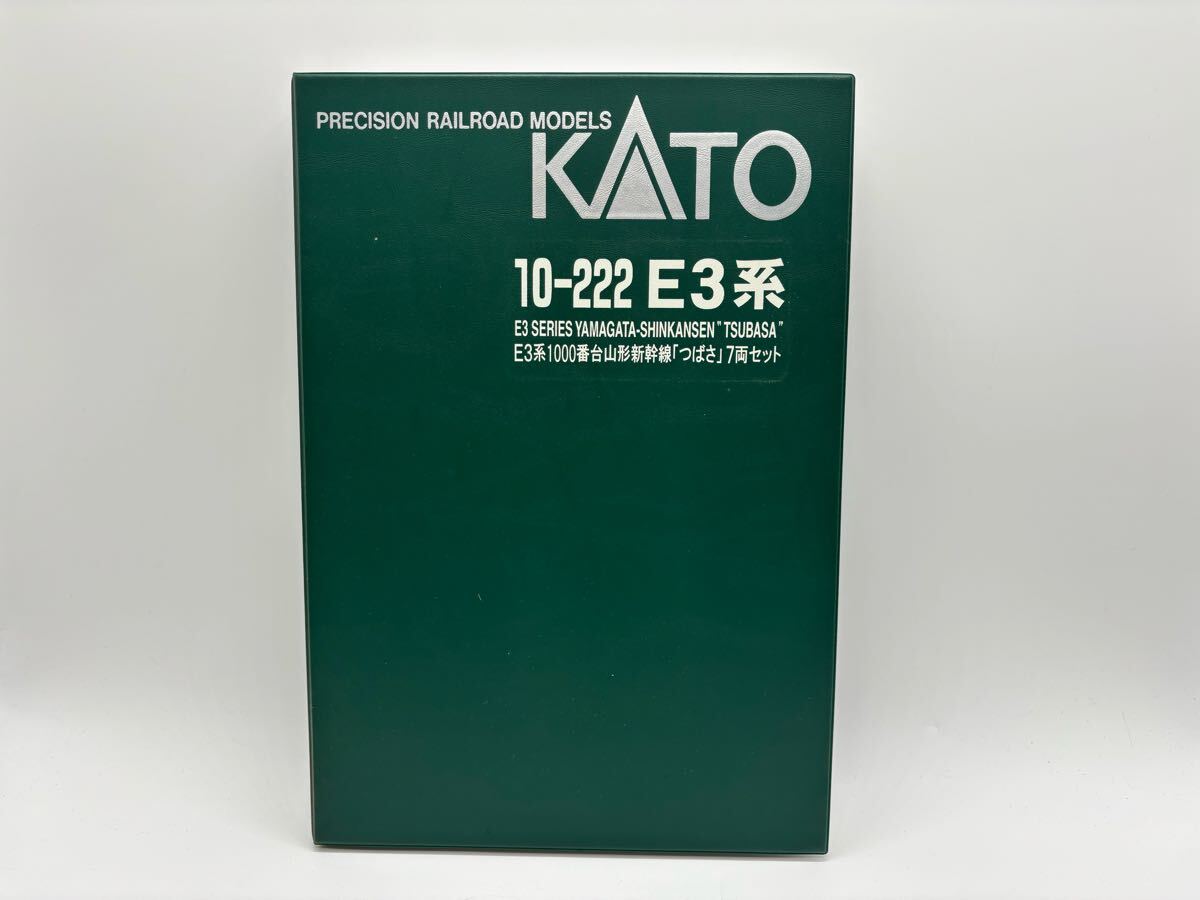 PRECISION RAILROAD MODELS
KATO
10-222 E3系
E3 SERIES YAMAGATA-SHINKANSEN "TSUBASA"
E3系1000番台山形新幹線「つばさ」7両セット